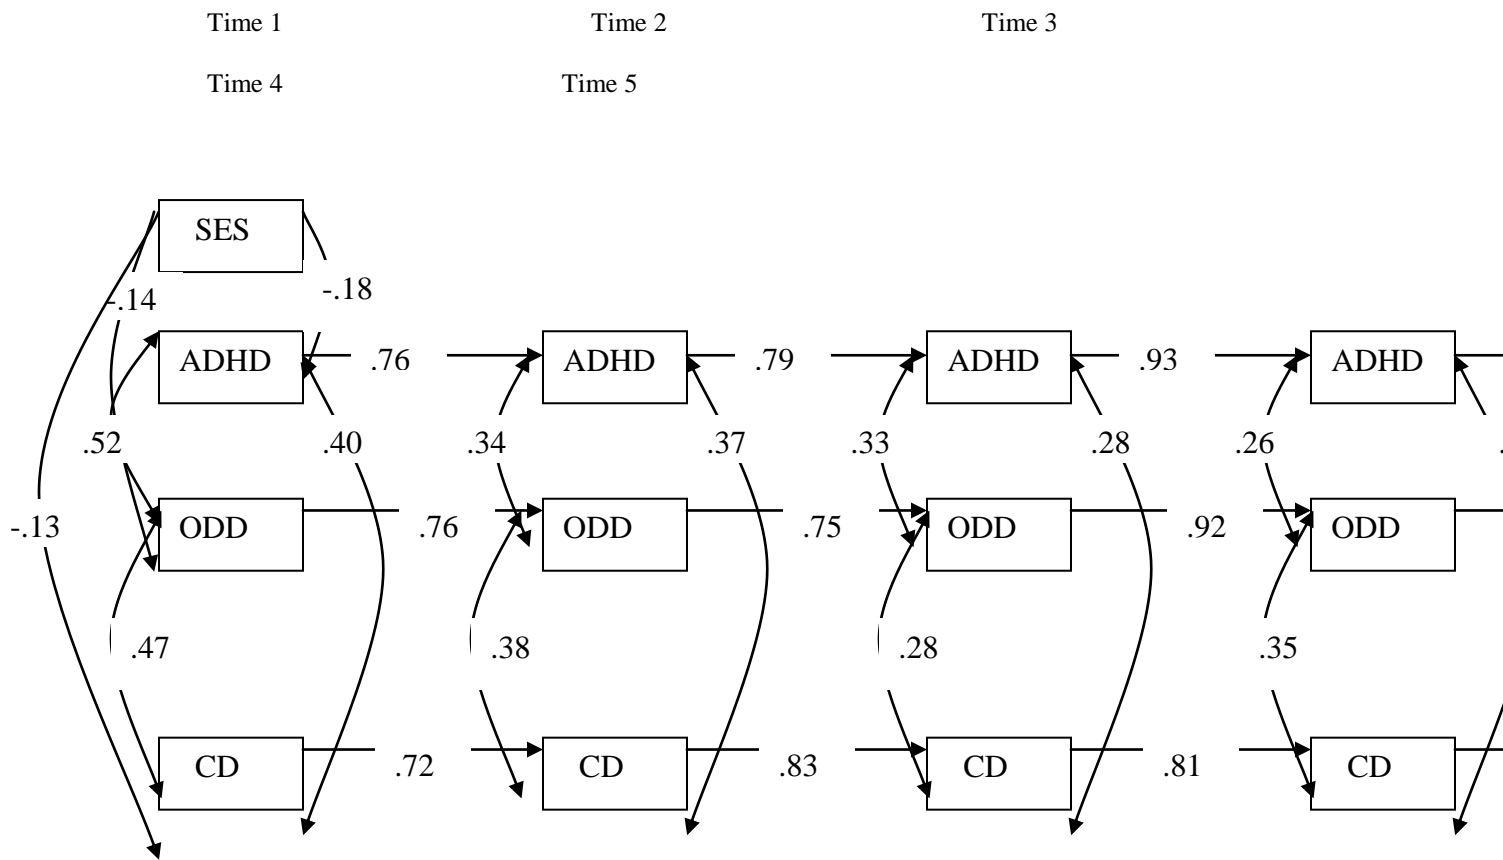 Time 1 Time 2 Time 3
Time 4 Time 5
SES
-.14 -.18
ADHD .76 ADHD .79 ADHD .93 ADHD
.52 .40 .34 .37 .33 .28 .26
-.13 ODD .76 ODD .75 ODD .92 ODD
.47 .38 .28 .35
CD .72 CD .83 CD .81 CD